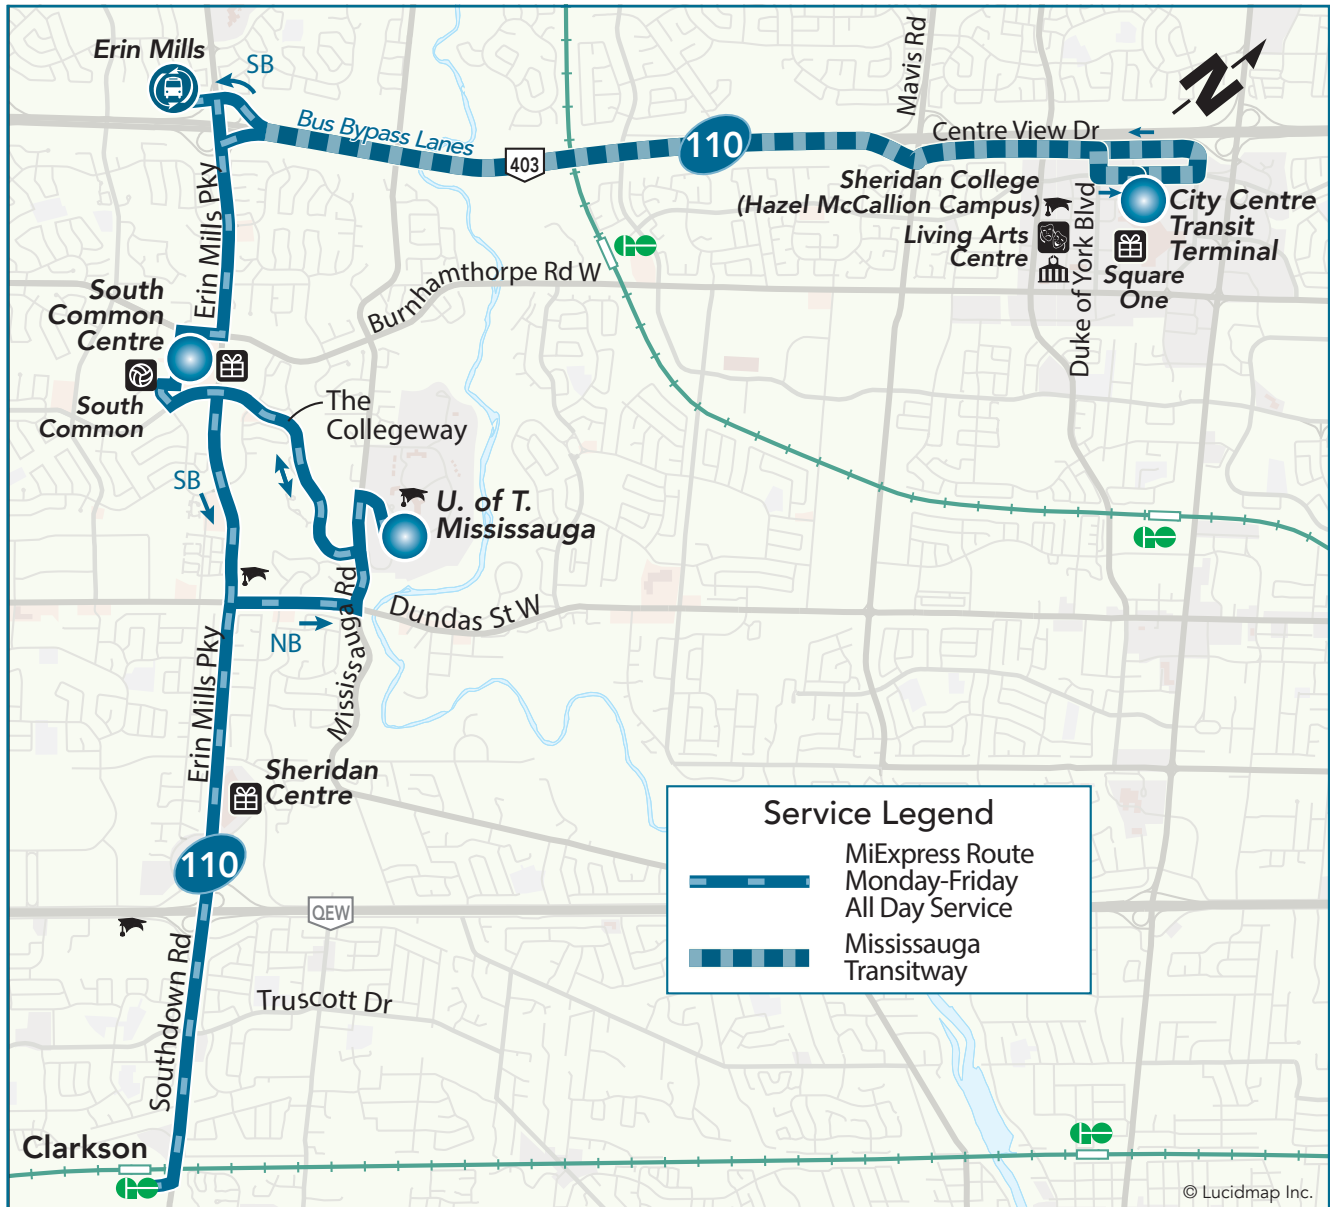 Erin Mills
SB
Bus Bypass Lanes
403
110
Mavis Rd
Centre View Dr
N
Sheridan College
(Hazel McCallion Campus)
Living Arts
Centre
Duke of York Blvd
City Centre
Transit
Terminal
Square
One
GO
Erin Mills Pky
Burnhamthorpe Rd W
South
Common
Centre
South
Common
The
Collegeway
SB
U. of T.
Mississauga
GO
Mississauga Rd
Dundas St W
NB
Erin Mills Pky
Sheridan
Centre
110
Service Legend
MiExpress Route
Monday-Friday
All Day Service
Mississauga
Transitway
QEW
Southdown Rd
Truscott Dr
Clarkson
GO
GO
© Lucidmap Inc.